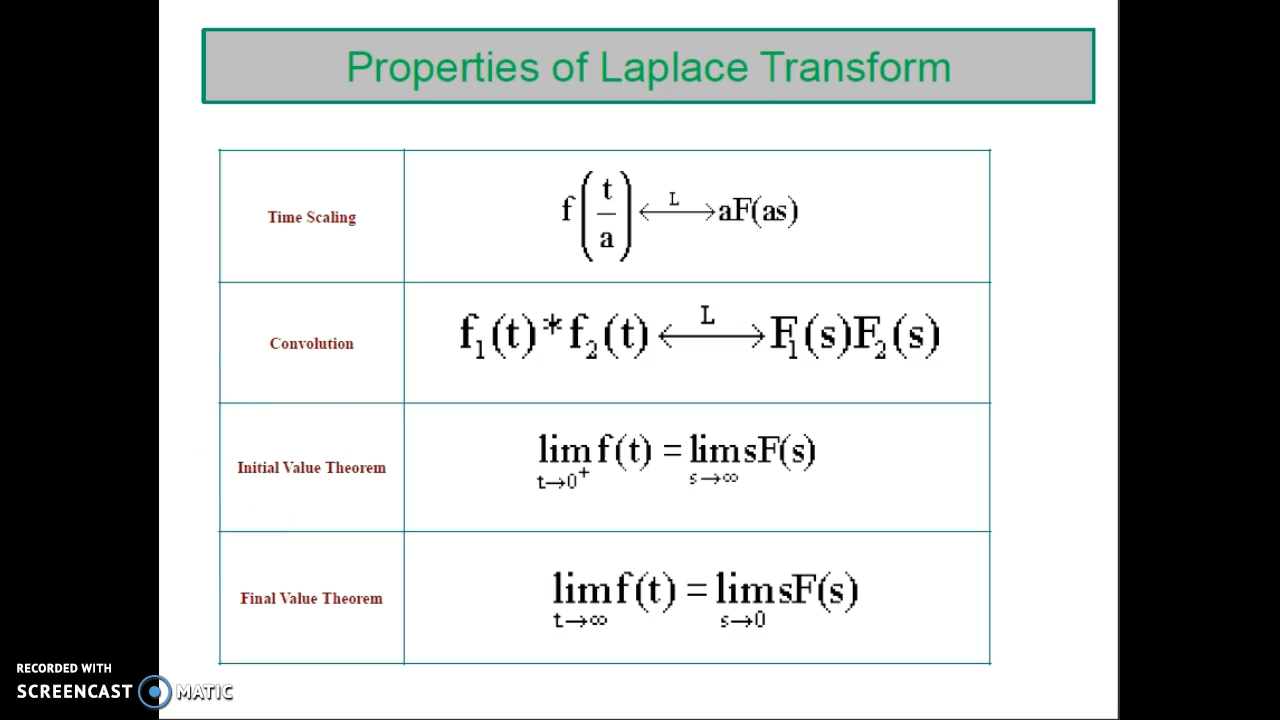 Properties of Laplace Transform
Time Scaling
f(t/a) ⟷ᴸ aF(as)
Convolution
f₁(t)*f₂(t) ⟷ᴸ F₁(s)F₂(s)
Initial Value Theorem
lim t→0⁺ f(t) = lim s→∞ sF(s)
Final Value Theorem
lim t→∞ f(t) = lim s→0 sF(s)
RECORDED WITH
SCREENCAST MATIC